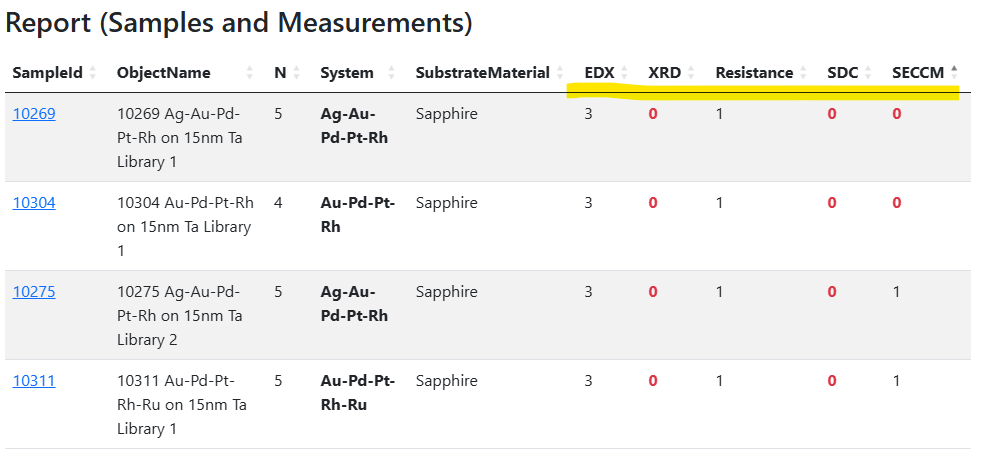 Report (Samples and Measurements)
SampleId ObjectName N System SubstrateMaterial EDX XRD Resistance SDC SECCM
10269 10269 Ag-Au-Pd- 5 Ag-Au- Sapphire 3 0 1 0 0
Pt-Rh on 15nm Ta Pd-Pt-Rh
Library 1
10304 10304 Au-Pd-Pt-Rh 4 Au-Pd-Pt- Sapphire 3 0 1 0 0
on 15nm Ta Library Rh
1
10275 10275 Ag-Au-Pd- 5 Ag-Au- Sapphire 3 0 1 0 1
Pt-Rh on 15nm Ta Pd-Pt-Rh
Library 2
10311 10311 Au-Pd-Pt- 5 Au-Pd-Pt- Sapphire 3 0 1 0 1
Rh-Ru on 15nm Ta Rh-Ru
Library 1